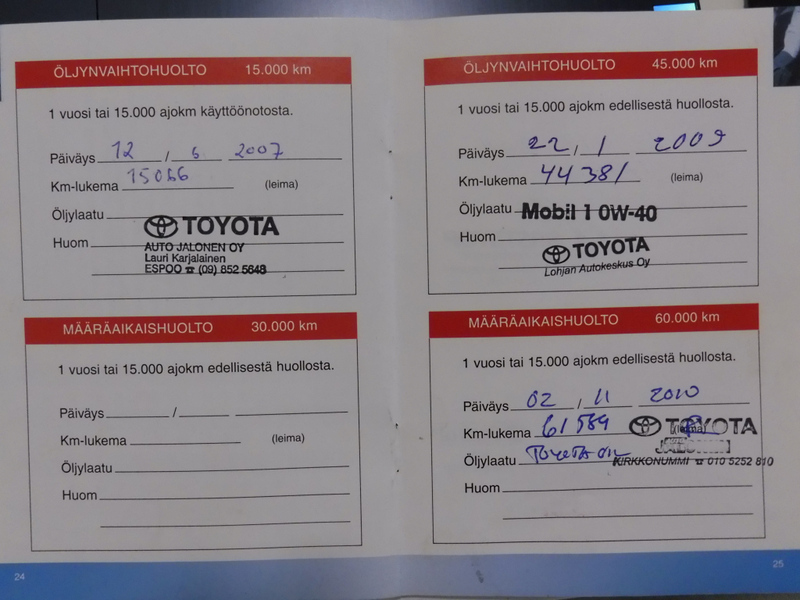 ÖLJYNVAIHTOHUOLTO 15.000 km
1 vuosi tai 15.000 ajokm käyttöönotosta.
Päiväys 12 / 6 2007
Km-lukema 15066 (leima)
Öljylaatu
TOYOTA
Huom
AUTO JALONEN OY
Lauri Karjalainen
ESPOO ☎ (09) 852 5648
MÄÄRÄAIKAISHUOLTO 30.000 km
1 vuosi tai 15.000 ajokm edellisestä huollosta.
Päiväys / 
Km-lukema (leima)
Öljylaatu
Huom
24
ÖLJYNVAIHTOHUOLTO 45.000 km
1 vuosi tai 15.000 ajokm edellisestä huollosta.
Päiväys 22 / 1 2009
Km-lukema 44381 (leima)
Öljylaatu Mobil 1 0W-40
Huom
TOYOTA
Lohjan Autokeskus Oy
MÄÄRÄAIKAISHUOLTO 60.000 km
1 vuosi tai 15.000 ajokm edellisestä huollosta.
Päiväys 02 / 11 2010
Km-lukema 61589 (leima) TOYOTA
Öljylaatu TOYOTA OIL
KIRKKONUMMI ☎ 010 5252 810
Huom
25